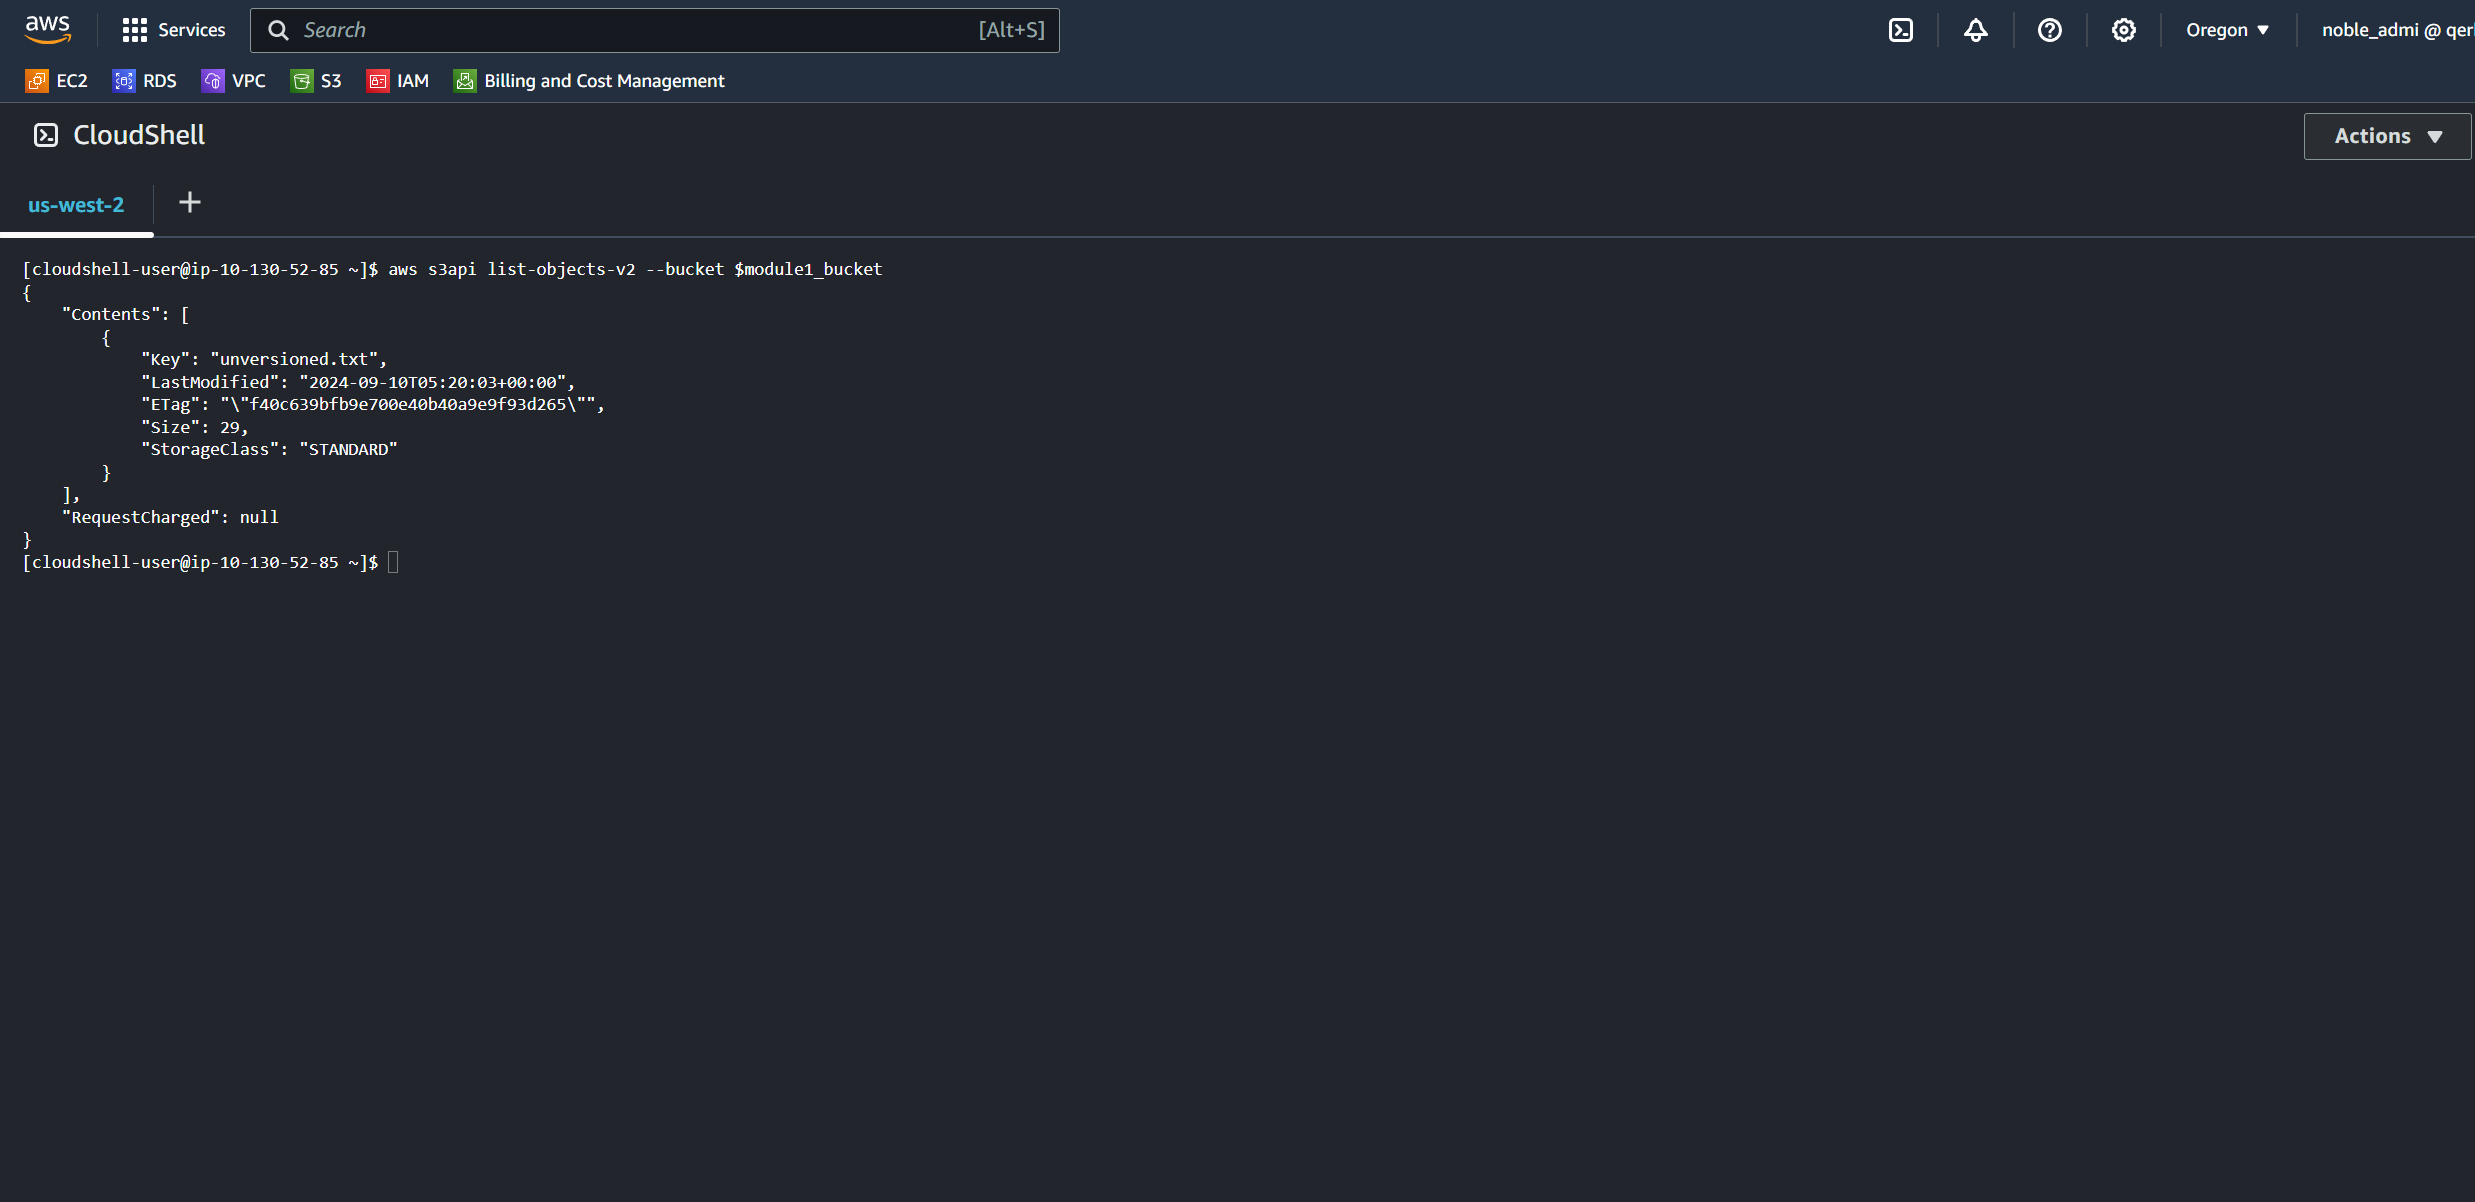 aws Services Search [Alt+S] Oregon noble_admi @
EC2 RDS VPC S3 IAM Billing and Cost Management
CloudShell Actions
us-west-2
[cloudshell-user@ip-10-130-52-85 ~]$ aws s3api list-objects-v2 --bucket $module1_bucket
{
    "Contents": [
        {
            "Key": "unversioned.txt",
            "LastModified": "2024-09-10T05:20:03+00:00",
            "ETag": "\"f40c639bfb9e700e40b40a9e9f93d265\"",
            "Size": 29,
            "StorageClass": "STANDARD"
        }
    ],
    "RequestCharged": null
}
[cloudshell-user@ip-10-130-52-85 ~]$